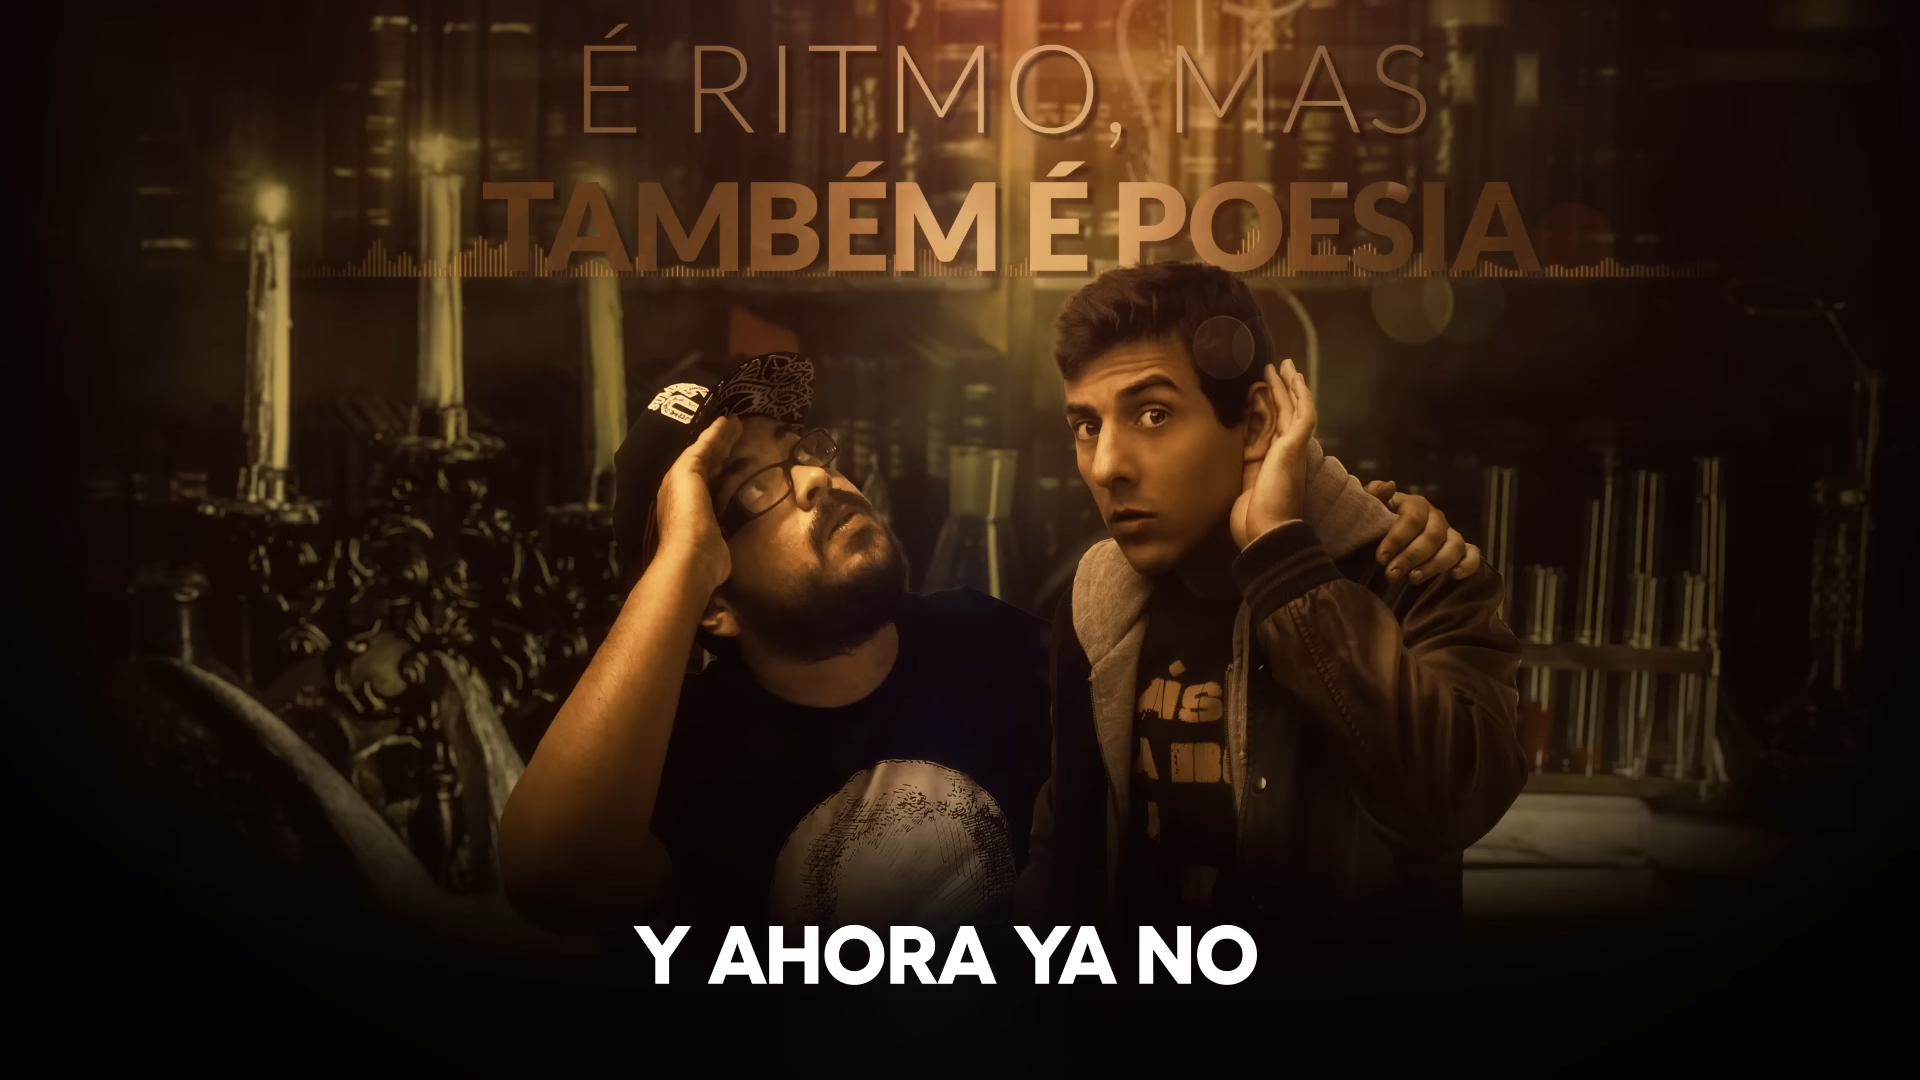 É RITMO, MAS
TAMBÉM É POESIA
Y AHORA YA NO